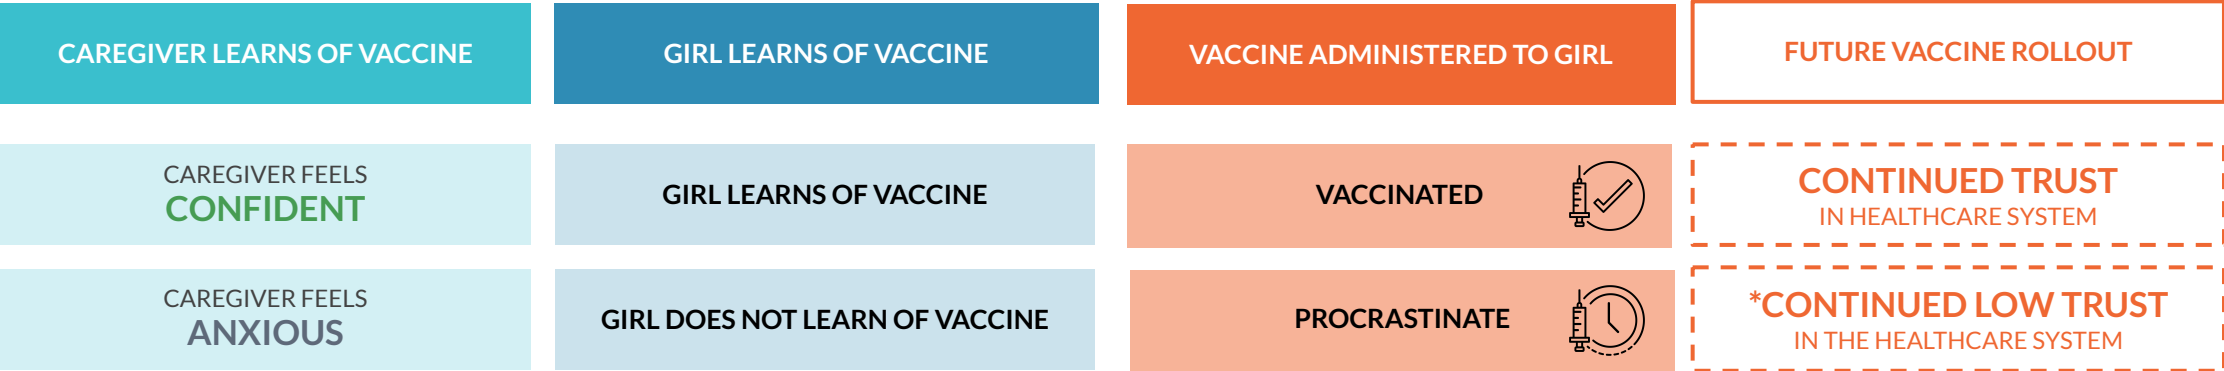 CAREGIVER LEARNS OF VACCINE
GIRL LEARNS OF VACCINE
VACCINE ADMINISTERED TO GIRL
FUTURE VACCINE ROLLOUT
CAREGIVER FEELS
CONFIDENT
GIRL LEARNS OF VACCINE
VACCINATED
CONTINUED TRUST
IN HEALTHCARE SYSTEM
CAREGIVER FEELS
ANXIOUS
GIRL DOES NOT LEARN OF VACCINE
PROCRASTINATE
*CONTINUED LOW TRUST
IN THE HEALTHCARE SYSTEM